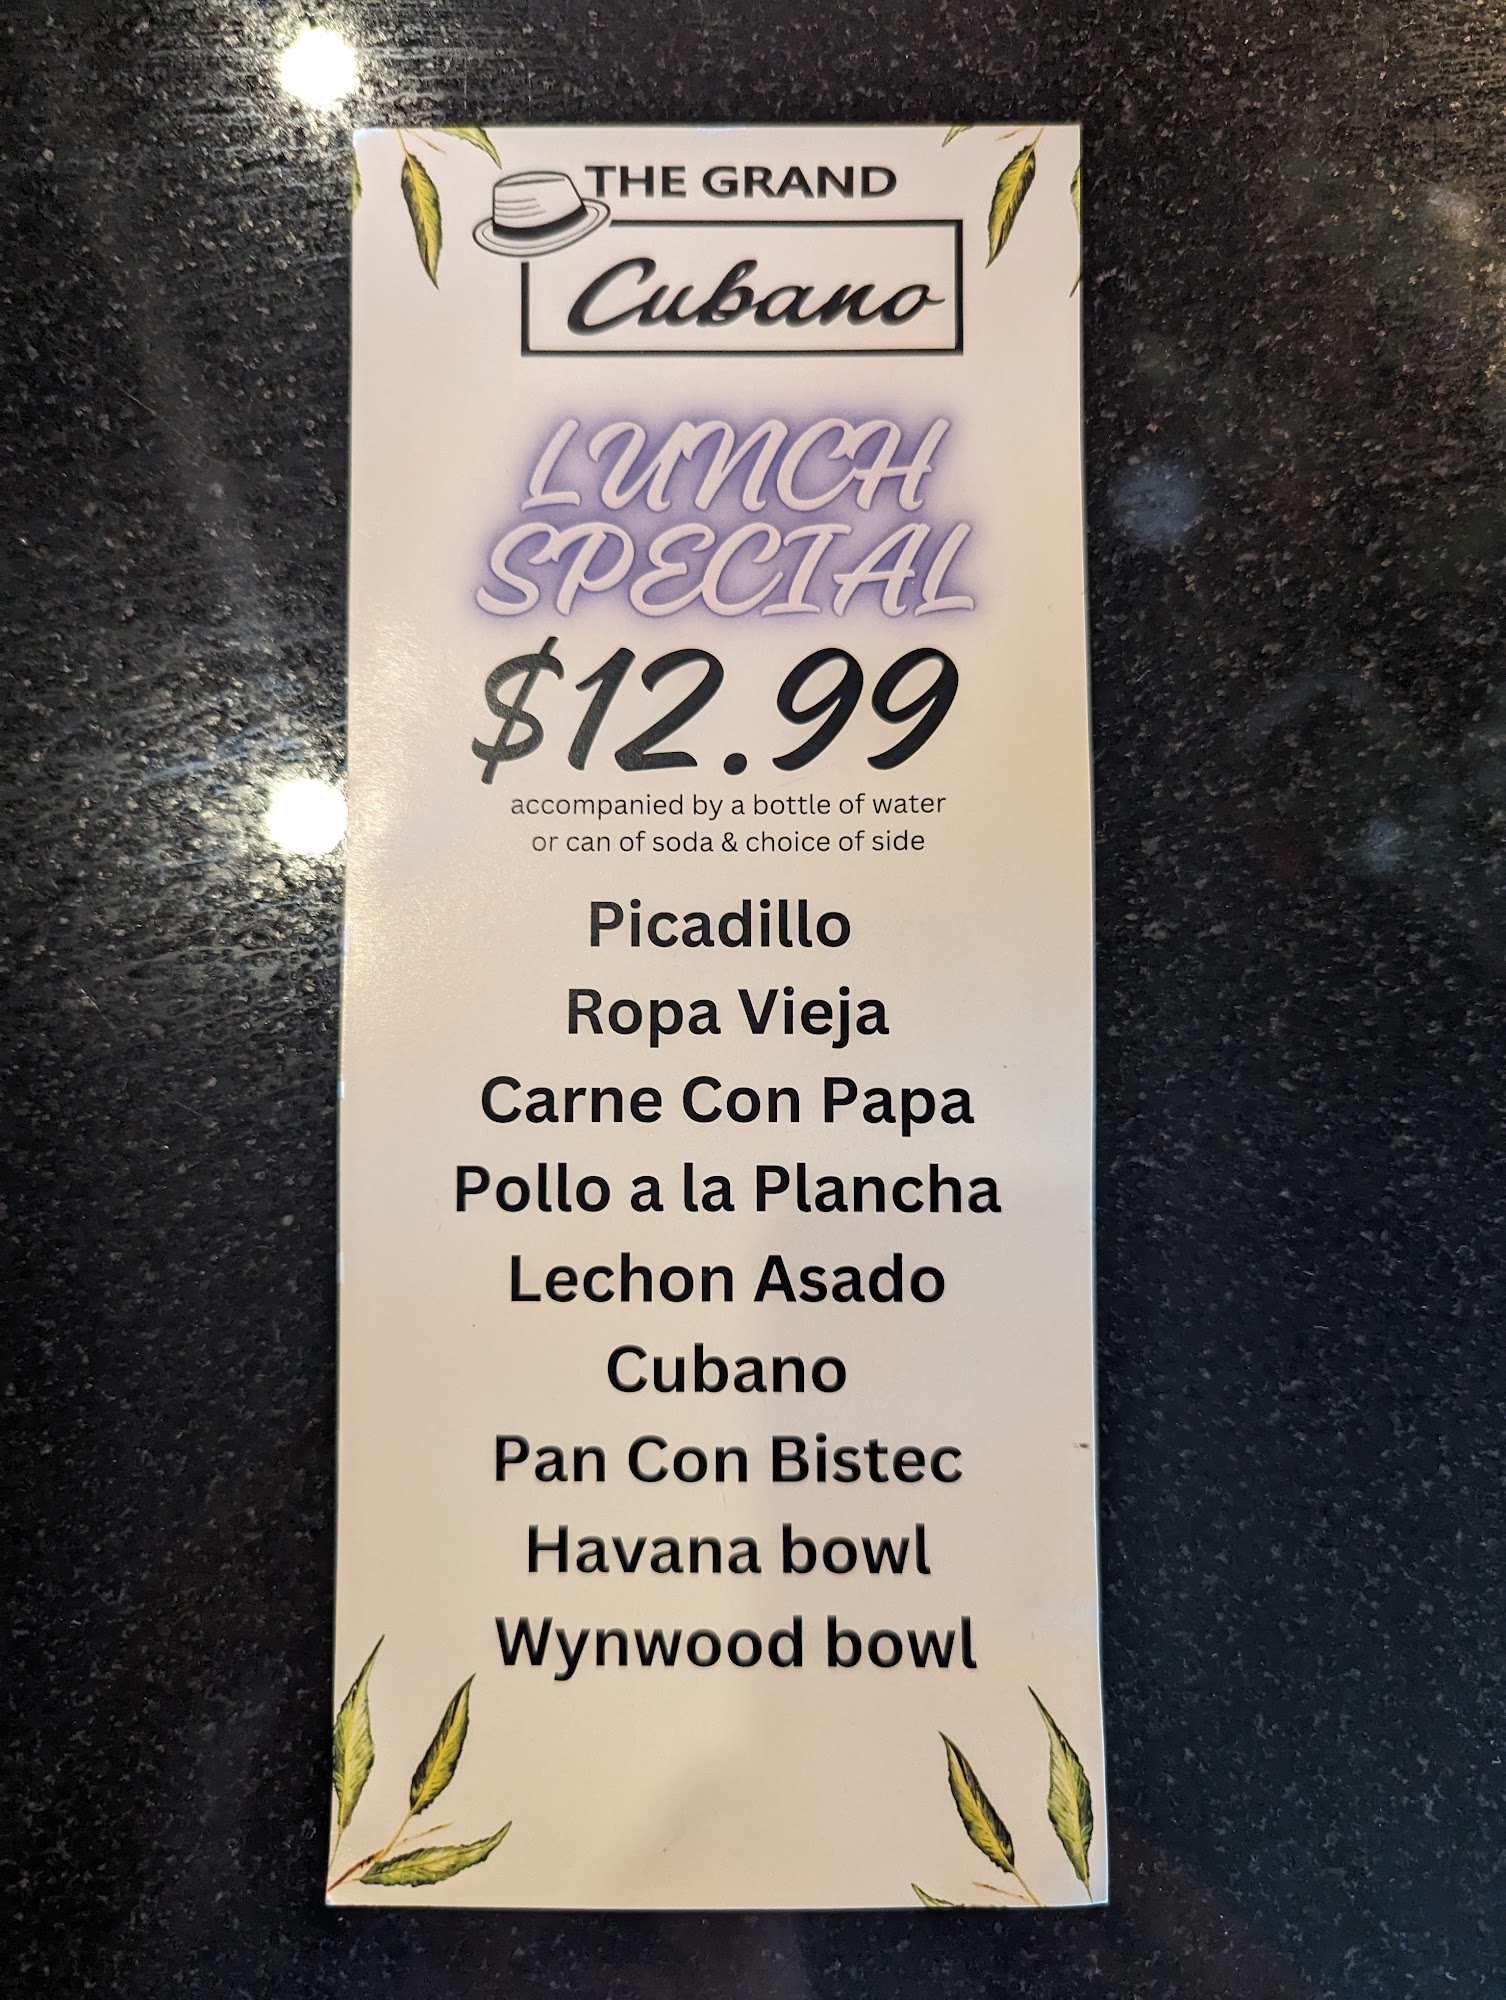 THE GRAND
Cubano
LUNCH
SPECIAL
$12.99
accompanied by a bottle of water
or can of soda & choice of side
Picadillo
Ropa Vieja
Carne Con Papa
Pollo a la Plancha
Lechon Asado
Cubano
Pan Con Bistec
Havana bowl
Wynwood bowl